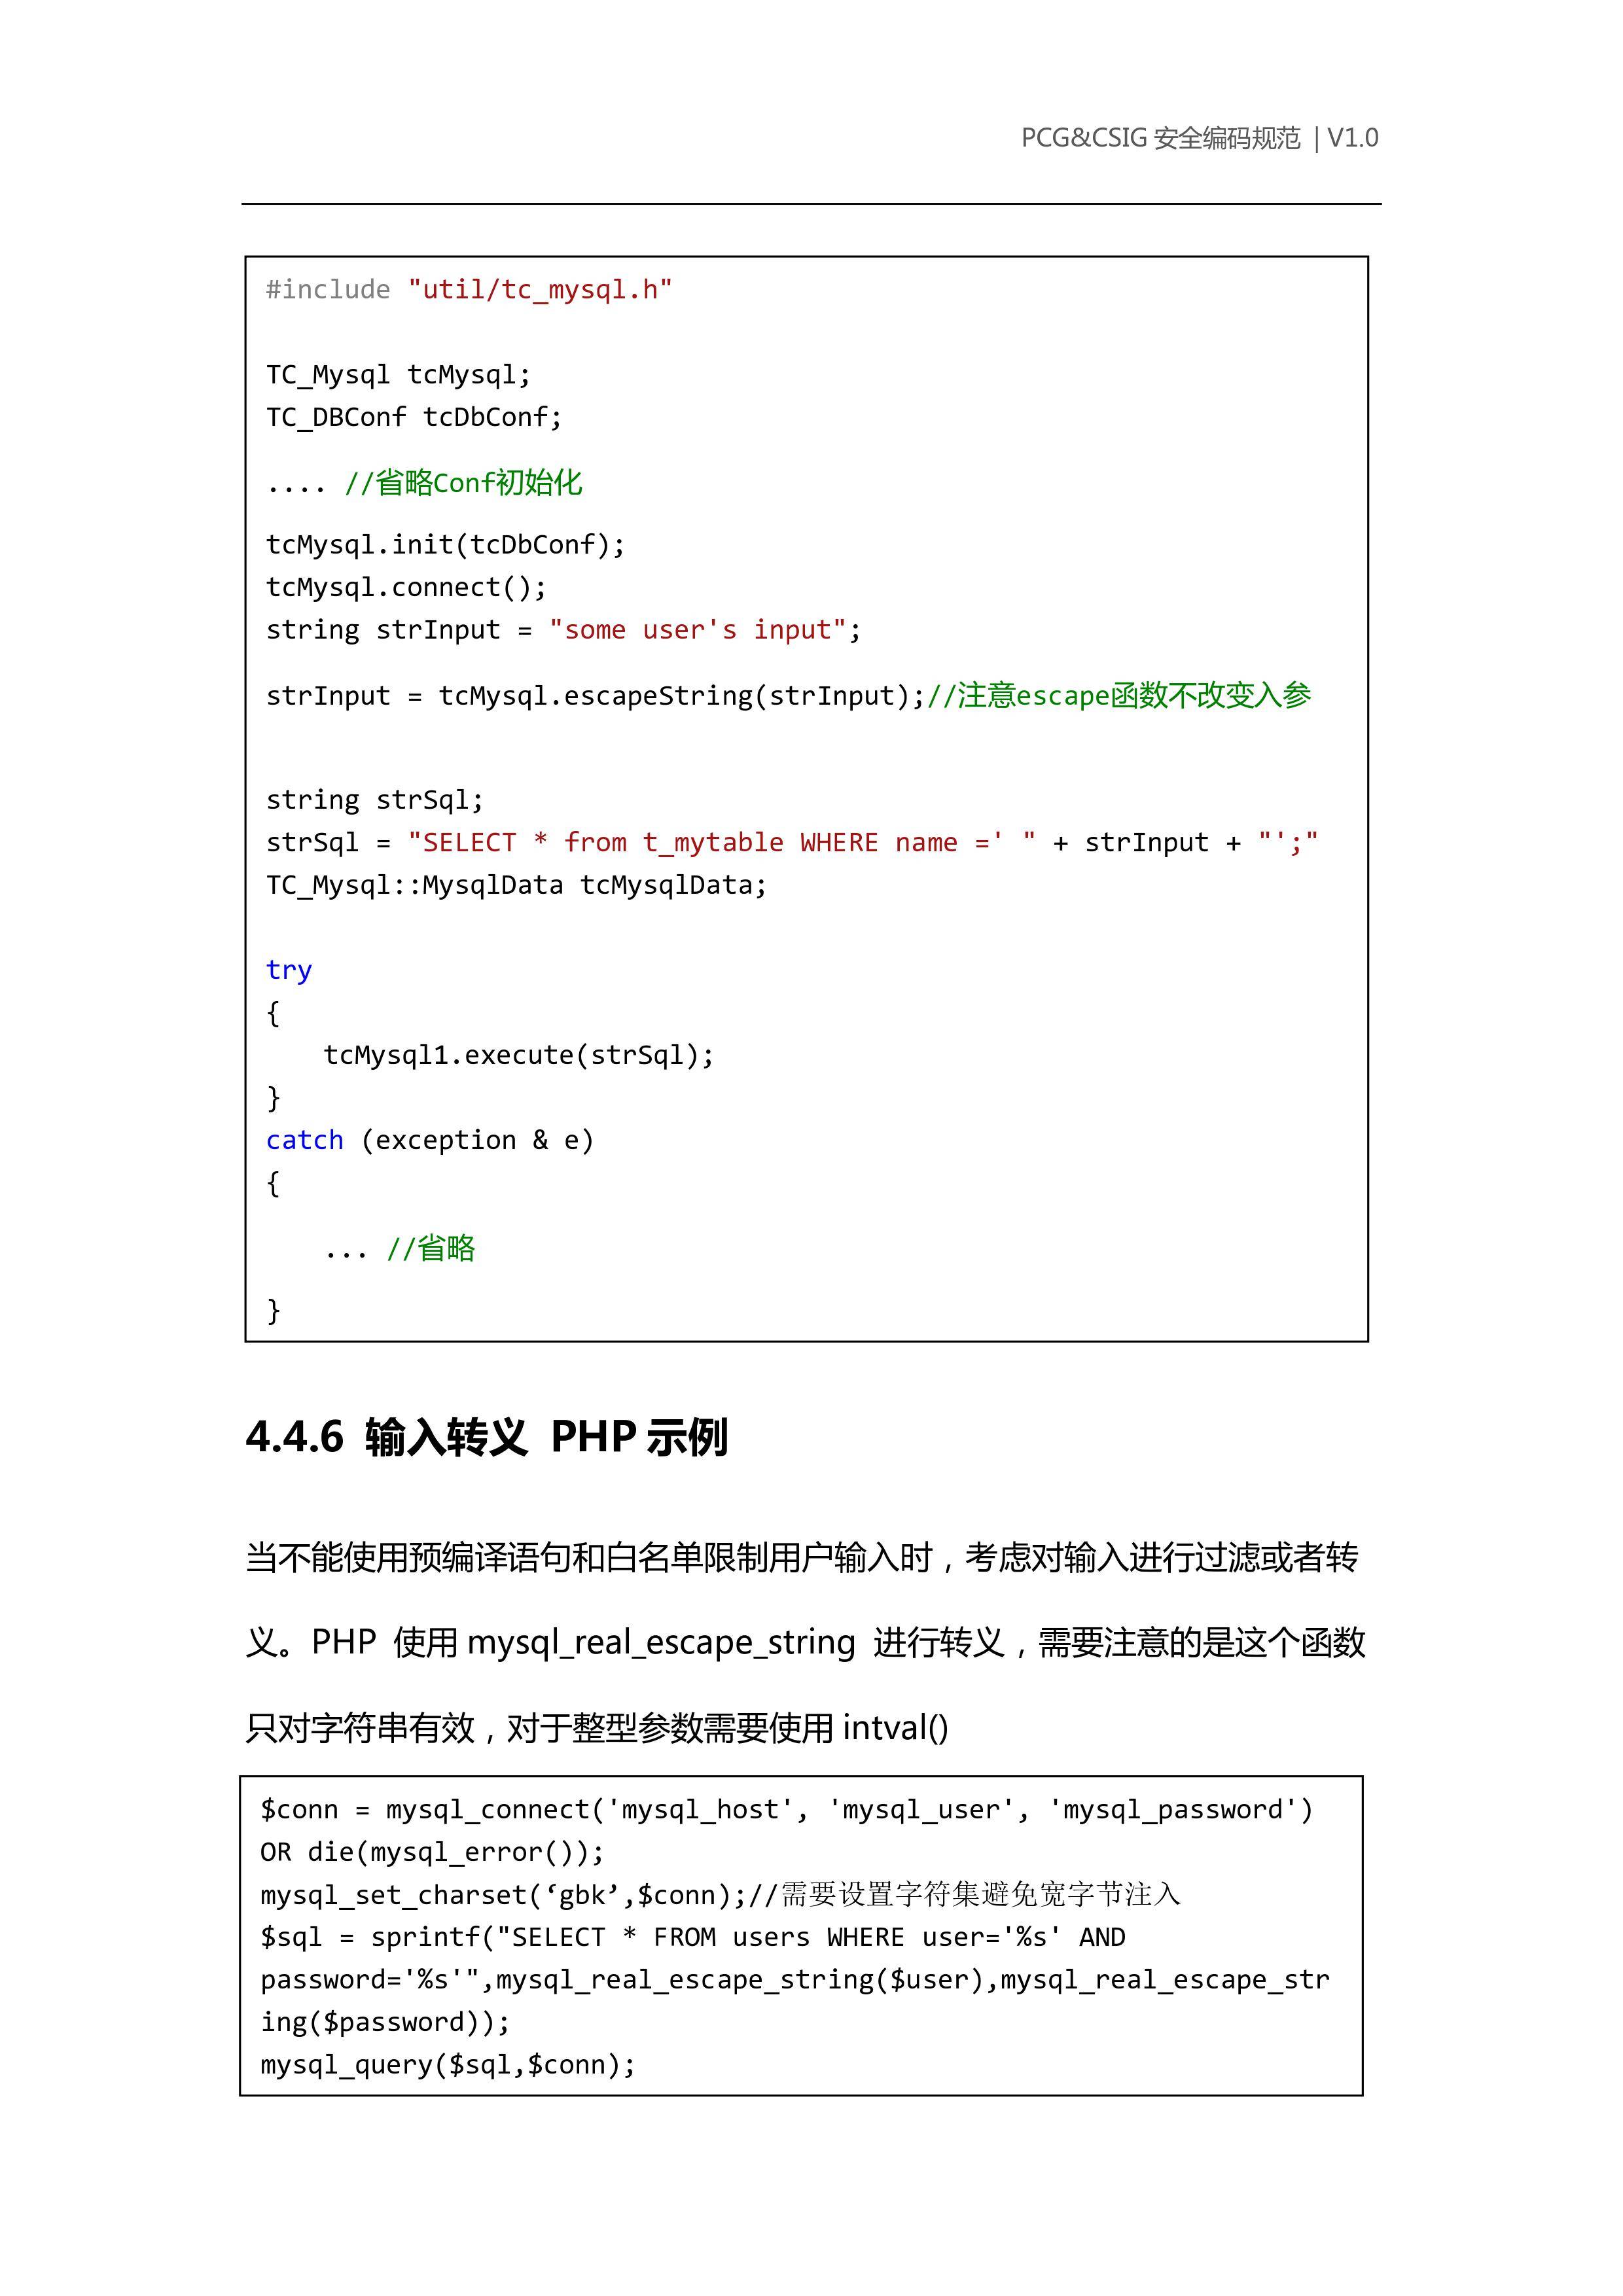 PCG&CSIG 安全编码规范 | V1.0
#include "util/tc_mysql.h"
TC_Mysql tcMysql;
TC_DBConf tcDbConf;
.... //省略Conf初始化
tcMysql.init(tcDbConf);
tcMysql.connect();
string strInput = "some user's input";
strInput = tcMysql.escapeString(strInput);//注意escape函数不改变入参
string strSql;
strSql = "SELECT * from t_mytable WHERE name =' " + strInput + "';"
TC_Mysql::MysqlData tcMysqlData;
try
{
tcMysql1.execute(strSql);
}
catch (exception & e)
{
... //省略
}
4.4.6 输入转义 PHP 示例
当不能使用预编译语句和白名单限制用户输入时，考虑对输入进行过滤或者转
义。PHP 使用 mysql_real_escape_string 进行转义，需要注意的是这个函数
只对字符串有效，对于整型参数需要使用 intval()
$conn = mysql_connect('mysql_host', 'mysql_user', 'mysql_password')
OR die(mysql_error());
mysql_set_charset(‘gbk’,$conn);//需要设置字符集避免宽字节注入
$sql = sprintf("SELECT * FROM users WHERE user='%s' AND
password='%s'",mysql_real_escape_string($user),mysql_real_escape_str
ing($password));
mysql_query($sql,$conn);